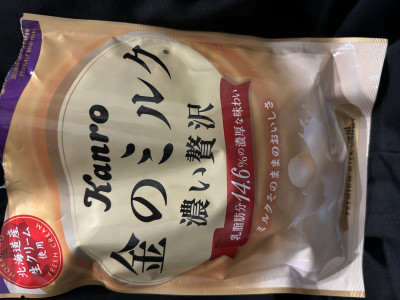 Kanro
金のミルク
濃い贅沢
乳脂肪分14.6%の濃厚な味わい
ミルクそのままのおいしさ
北海道産
生クリーム
使用